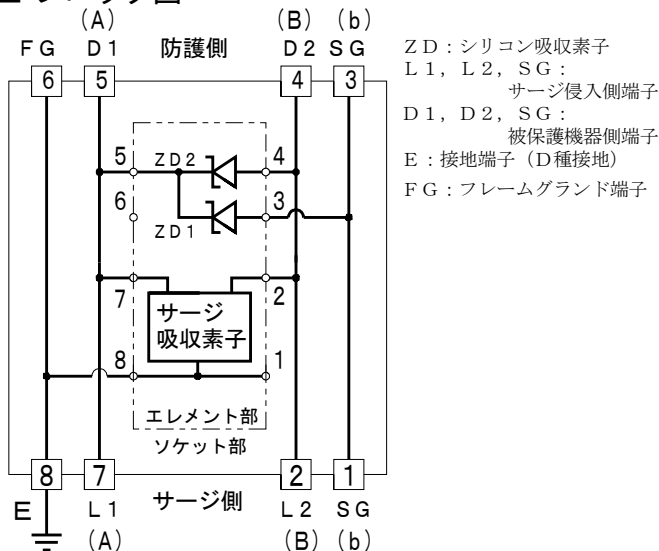 (A) (B) (b)
FG D1 防護側 D2 SG
6 5 4 3
5 ZD2 4
6 3
ZD1
7 2
サージ
吸収素子
8 1
エレメント部
ソケット部
8 7 2 1
E L1 サージ側 L2 SG
(A) (B) (b)
ZD:シリコン吸収素子
L1,L2,SG:
サージ侵入側端子
D1,D2,SG:
被保護機器側端子
E:接地端子(D種接地)
FG:フレームグランド端子